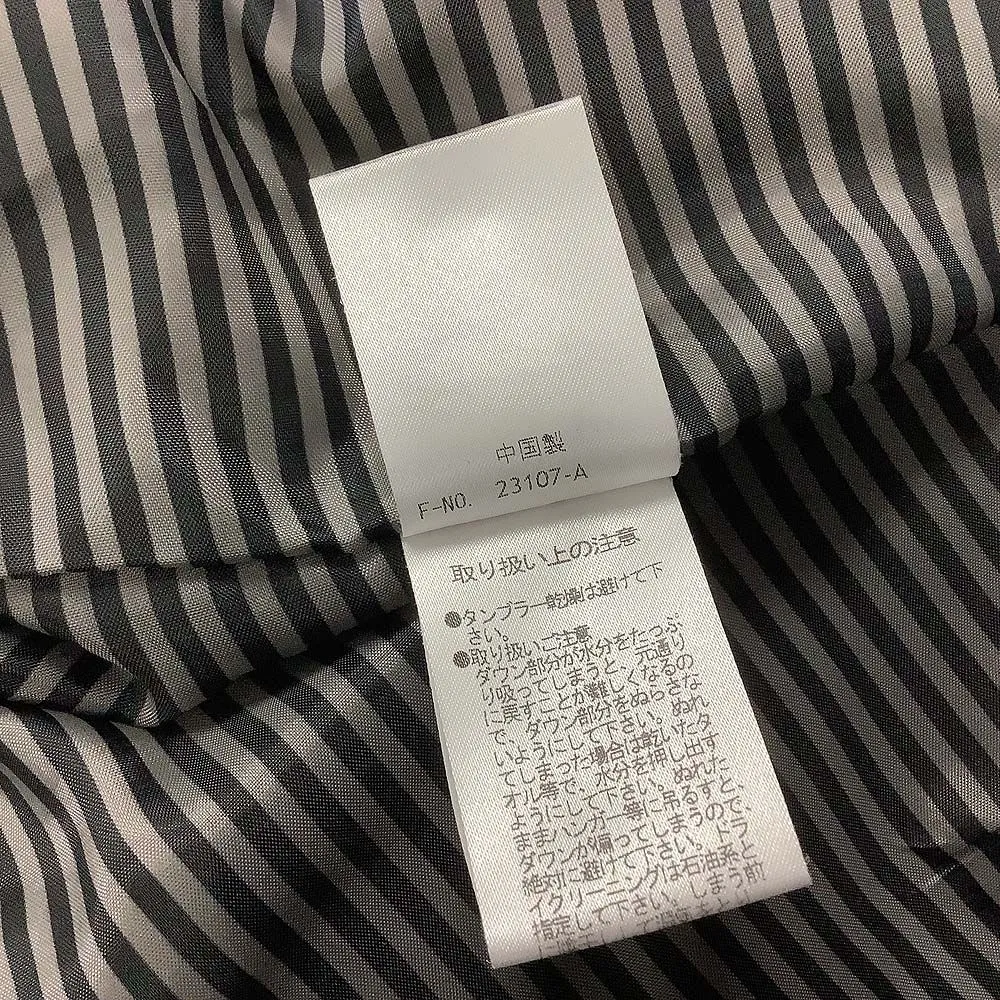 中国製
F-NO. 23107-A
取り扱い上の注意
●タンブラー乾燥は避けて下
さい。
●取り扱いご注意
ダウン部分が水分をたっぷ
り吸ってしまうと、元通り
に戻すことが難しくなるの
で、ダウン部分をぬらさな
いようにして下さい。ぬれ
てしまった場合は乾いたタ
オル等で、水分を押し出す
ようにして下さい。ぬれた
ままハンガー等に吊るすと
ダウンが偏ってしまうので、
絶対に避けて下さい。ドラ
イクリーニングは石油系と
指定して下さい。